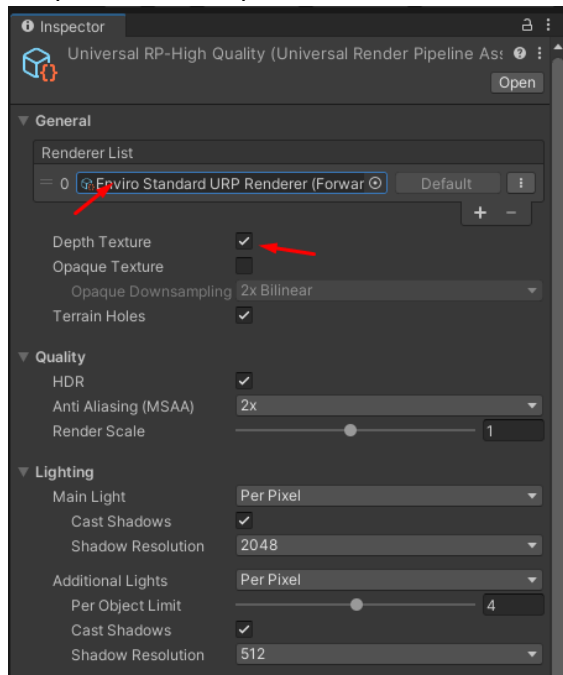 Inspector
Universal RP-High Quality (Universal Render Pipeline Ass
Open
General
Renderer List
0 Enviro Standard URP Renderer (Forwar Default
+ -
Depth Texture
Opaque Texture
Opaque Downsampling 2x Bilinear
Terrain Holes
Quality
HDR
Anti Aliasing (MSAA) 2x
Render Scale 1
Lighting
Main Light Per Pixel
Cast Shadows
Shadow Resolution 2048
Additional Lights Per Pixel
Per Object Limit 4
Cast Shadows
Shadow Resolution 512